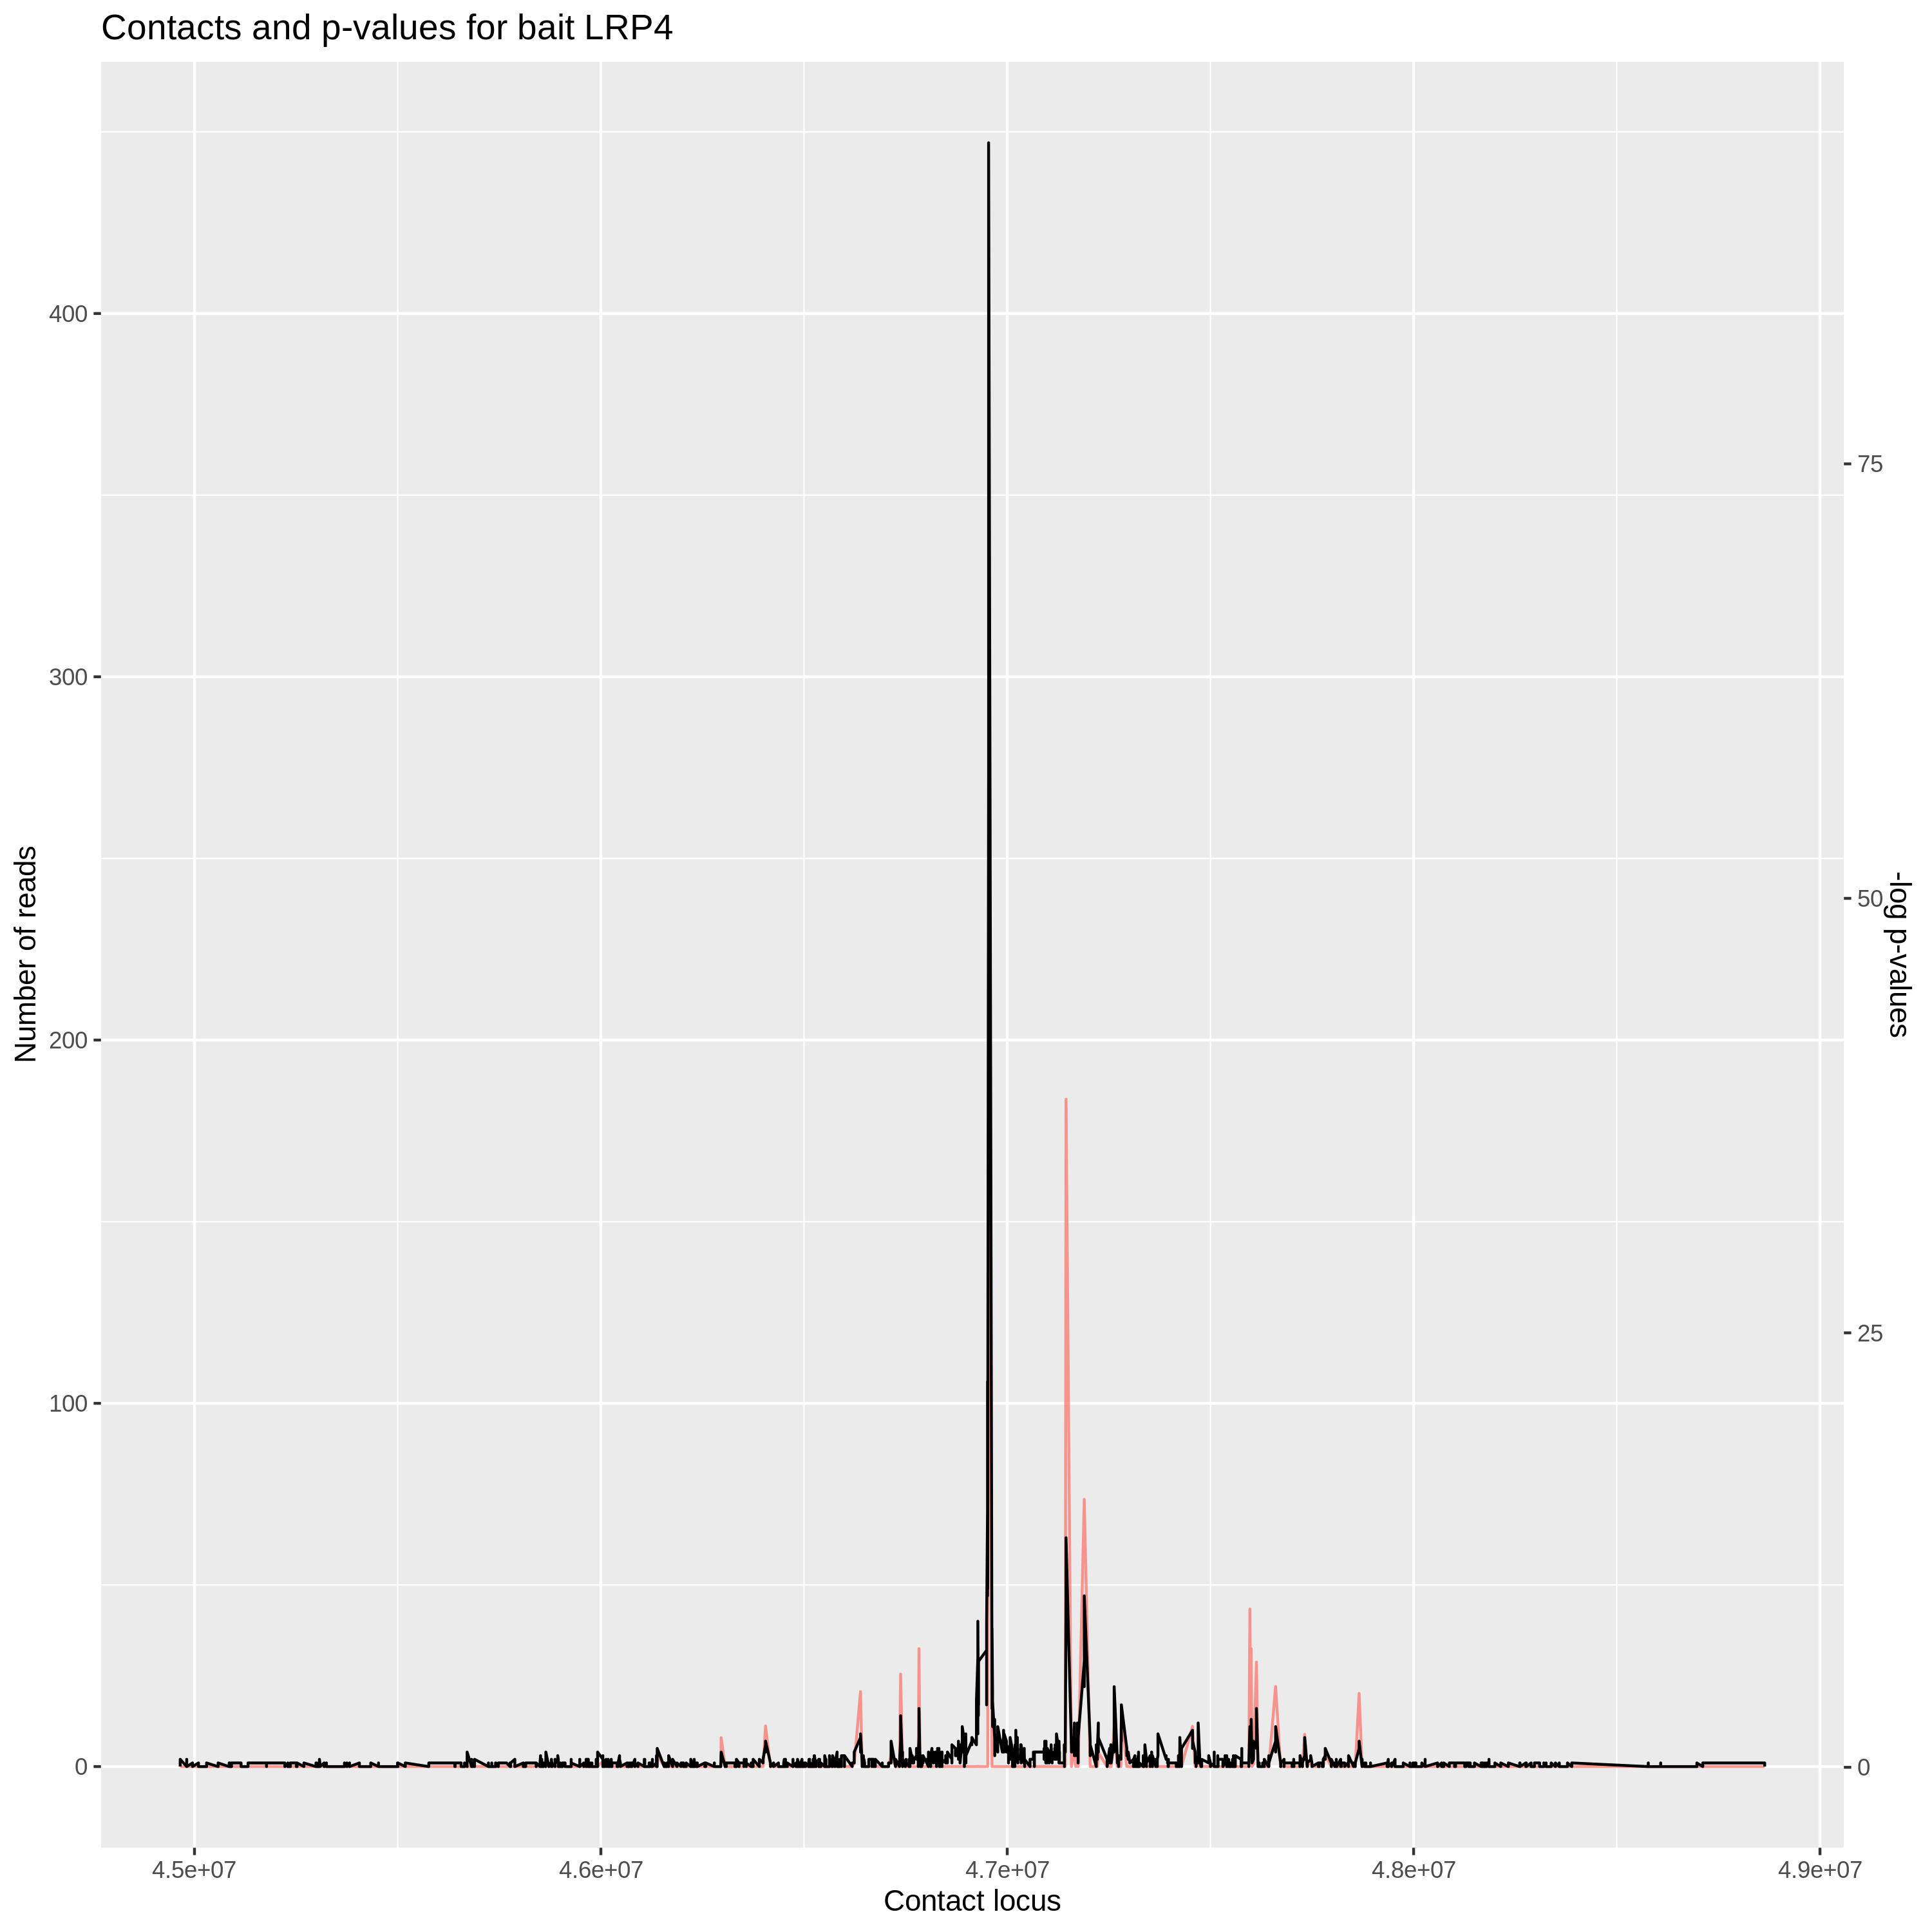 Contacts and p-values for bait LRP4
400
300
200
100
0
Number of reads
75
50
25
0
-log p-values
4.5e+07
4.6e+07
4.7e+07
4.8e+07
4.9e+07
Contact locus